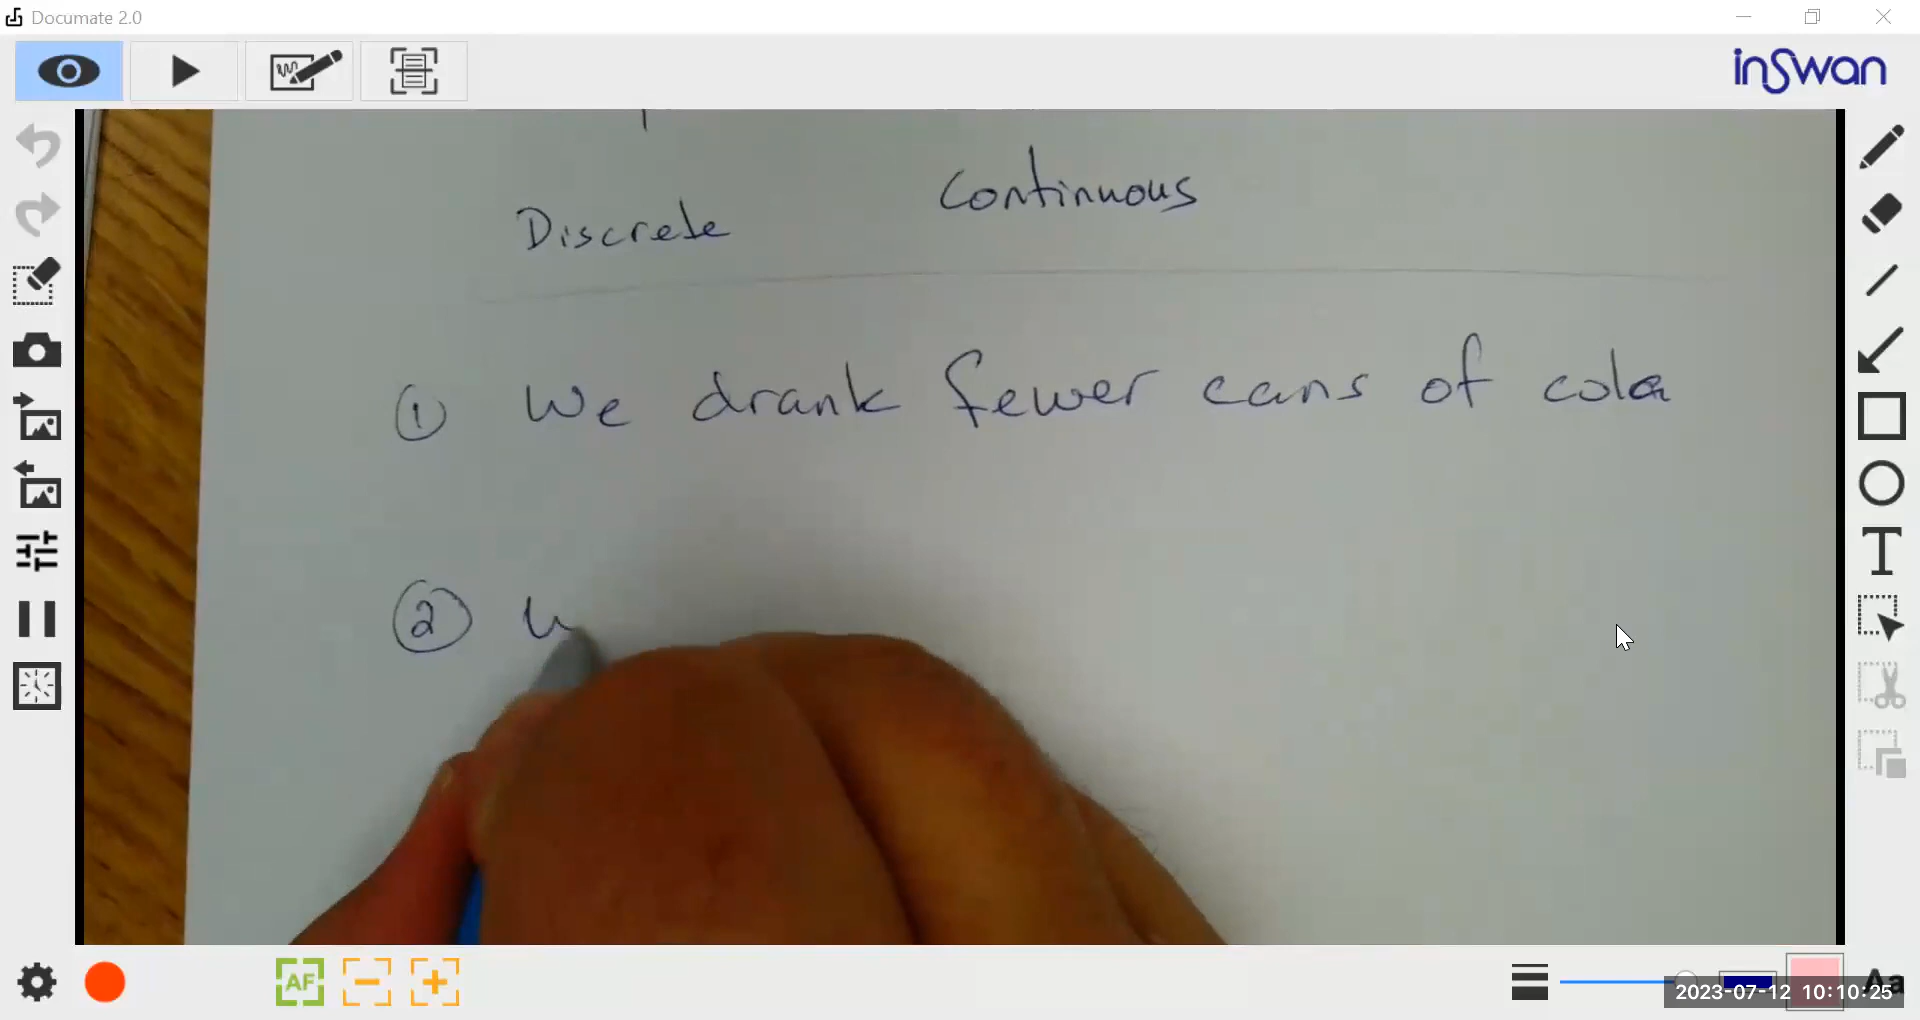 Documate 2.0
inSwan
Discrete
Continuous
① We drank fewer cans of cola
②
AF
T
Aa
2023-07-12 10:10:25